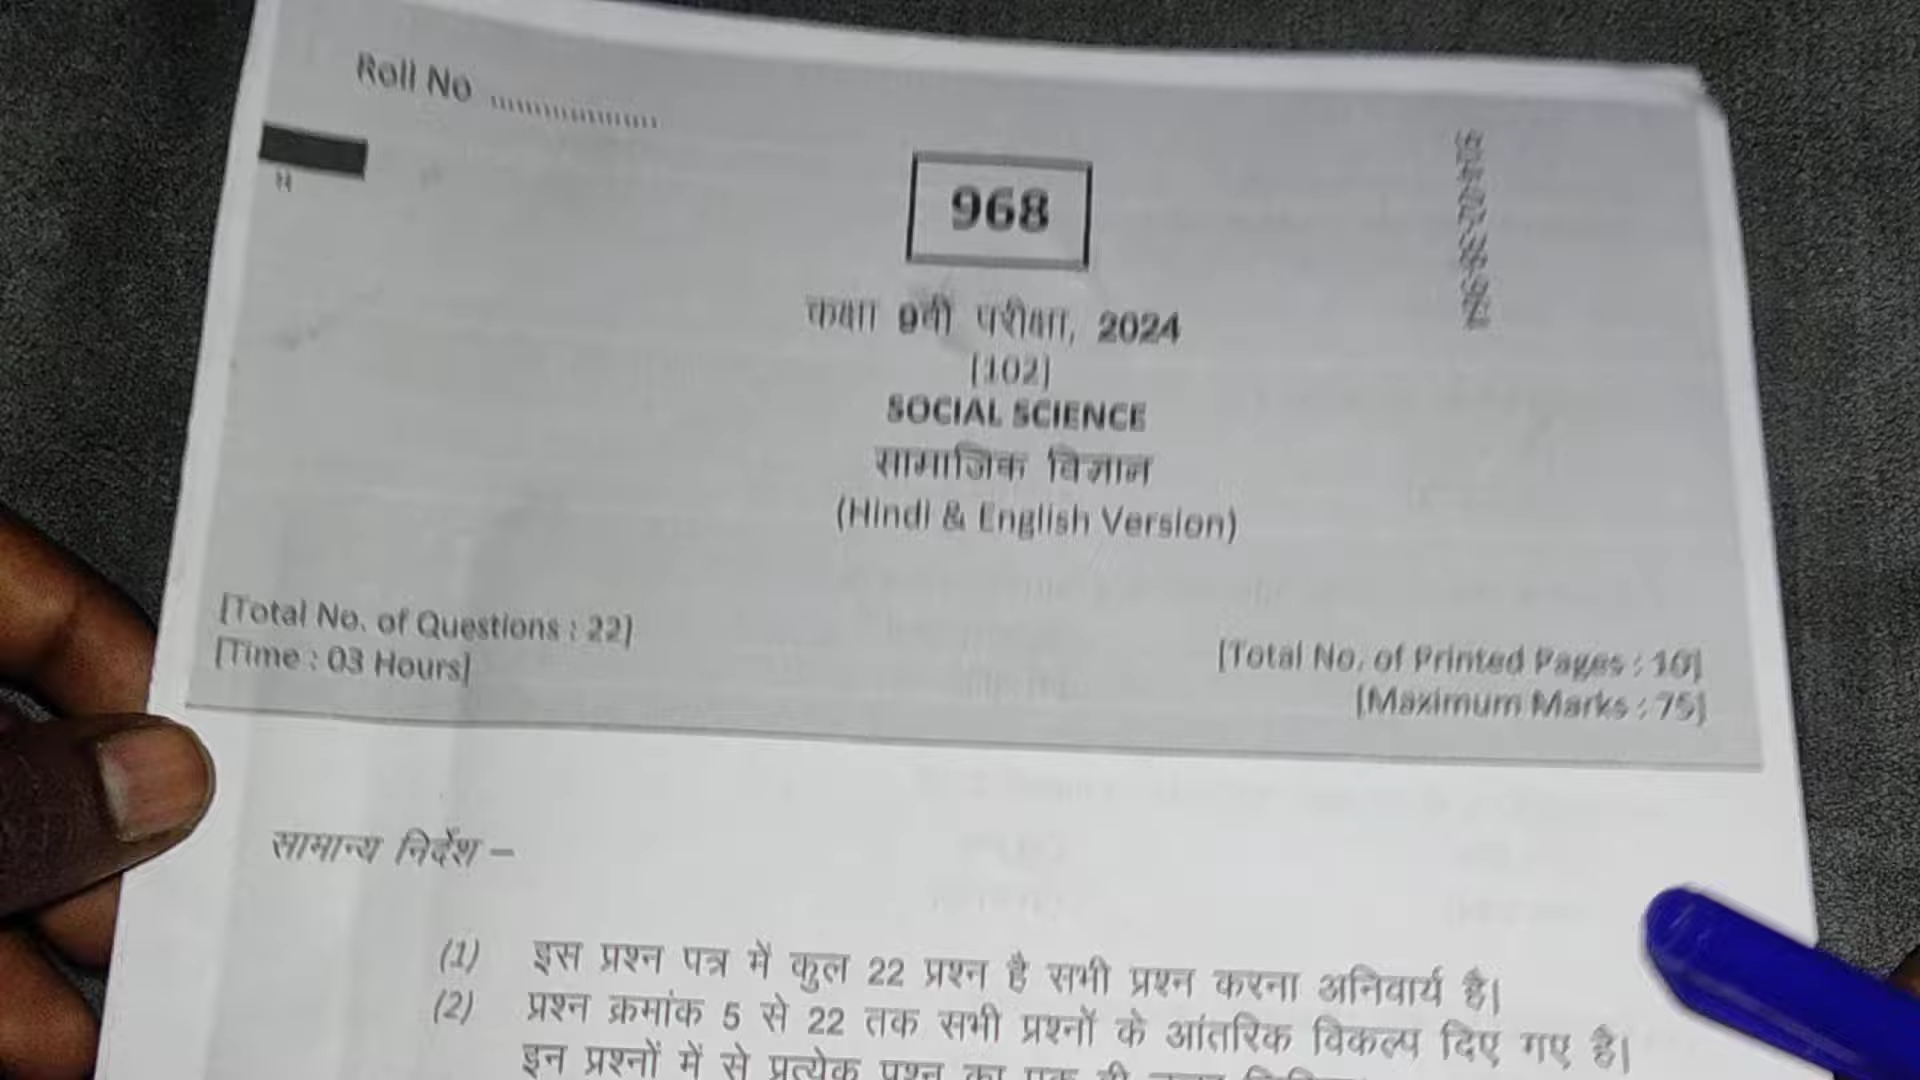 Roll No ..................
968
H
कक्षा 9वी परीक्षा, 2024
[102]
SOCIAL SCIENCE
सामाजिक विज्ञान
(Hindi & English Version)
[Total No. of Questions : 22]
[Time : 03 Hours]
[Total No. of Printed Pages : 10]
[Maximum Marks : 75]
सामान्य निर्देश –
(1) इस प्रश्न पत्र में कुल 22 प्रश्न है सभी प्रश्न करना अनिवार्य है।
(2) प्रश्न क्रमांक 5 से 22 तक सभी प्रश्नों के आंतरिक विकल्प दिए गए है।
इन प्रश्नों में से प्रत्येक प्रश्न का एक ही